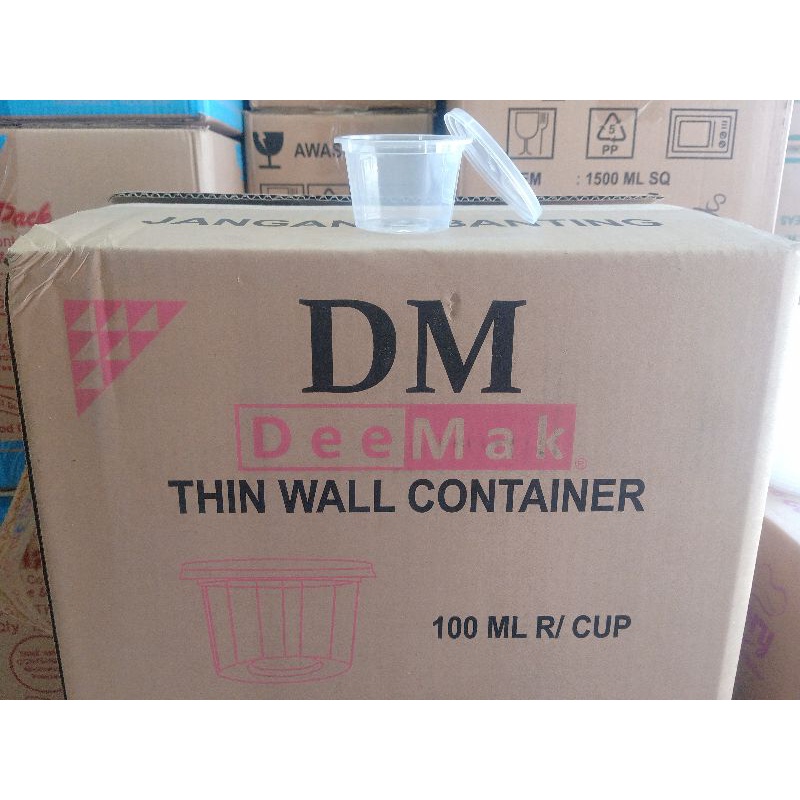 Pack
AWAS
5
PP
: 1500 ML SQ
JANGAN BANTING
DM
DeeMak®
THIN WALL CONTAINER
100 ML R/ CUP